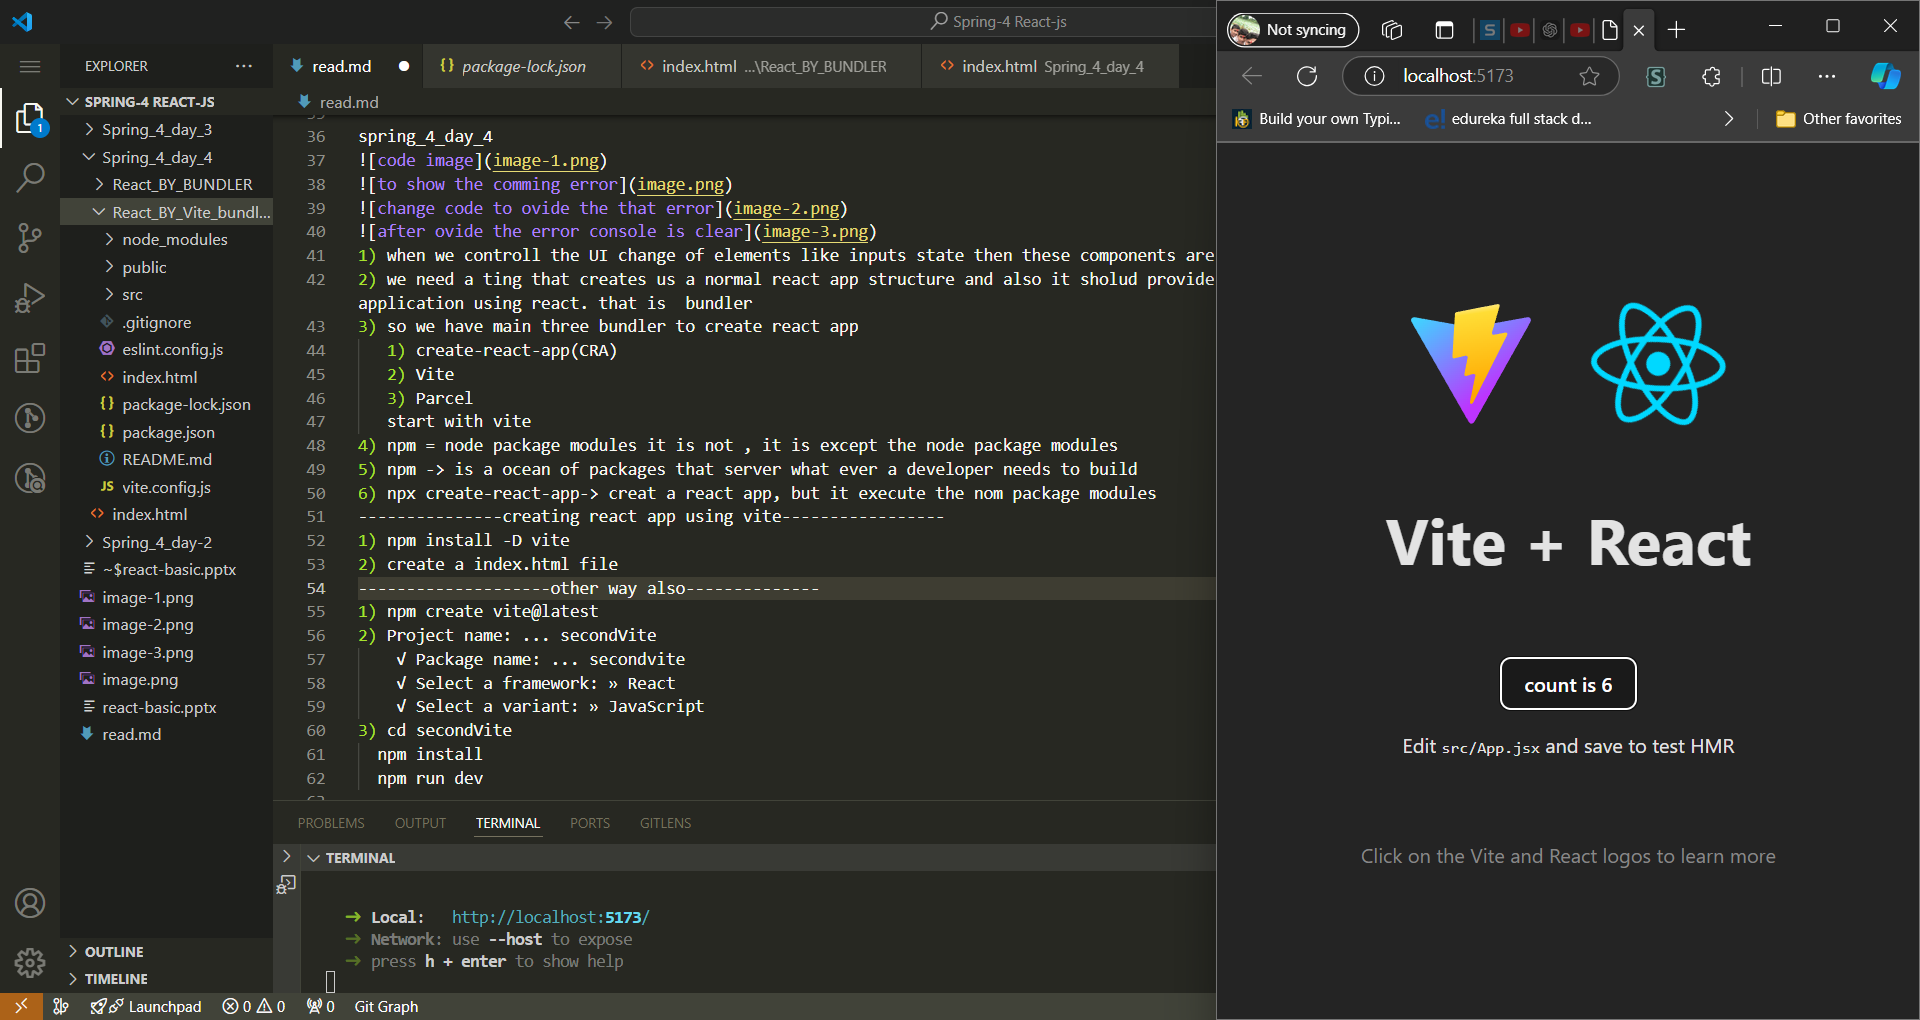 Spring-4 React-js
EXPLORER
read.md
package-lock.json
index.html ...\React_BY_BUNDLER
index.html Spring_4_day_4
SPRING-4 REACT-JS
Spring_4_day_3
Spring_4_day_4
React_BY_BUNDLER
React_BY_Vite_bundl...
node_modules
public
src
.gitignore
eslint.config.js
index.html
package-lock.json
package.json
README.md
vite.config.js
index.html
Spring_4_day-2
~$react-basic.pptx
image-1.png
image-2.png
image-3.png
image.png
react-basic.pptx
read.md
OUTLINE
TIMELINE
1
read.md
36 spring_4_day_4
37 ![code image](image-1.png)
38 ![to show the comming error](image.png)
39 ![change code to ovide the that error](image-2.png)
40 ![after ovide the error console is clear](image-3.png)
41 1) when we controll the UI change of elements like inputs state then these components are
42 2) we need a ting that creates us a normal react app structure and also it sholud provide
application using react. that is  bundler
43 3) so we have main three bundler to create react app
44 1) create-react-app(CRA)
45 2) Vite
46 3) Parcel
47 start with vite
48 4) npm = node package modules it is not , it is except the node package modules
49 5) npm -> is a ocean of packages that server what ever a developer needs to build
50 6) npx create-react-app-> creat a react app, but it execute the nom package modules
51 ---------------creating react app using vite-----------------
52 1) npm install -D vite
53 2) create a index.html file
54 --------------------other way also--------------
55 1) npm create vite@latest
56 2) Project name: ... secondVite
57 √ Package name: ... secondvite
58 √ Select a framework: » React
59 √ Select a variant: » JavaScript
60 3) cd secondVite
61 npm install
62 npm run dev
PROBLEMS OUTPUT TERMINAL PORTS GITLENS
TERMINAL
➜ Local: http://localhost:5173/
➜ Network: use --host to expose
➜ press h + enter to show help
Launchpad 0 0 0 Git Graph
Not syncing
localhost:5173
Build your own Typi... edureka full stack d... Other favorites
Vite + React
count is 6
Edit src/App.jsx and save to test HMR
Click on the Vite and React logos to learn more